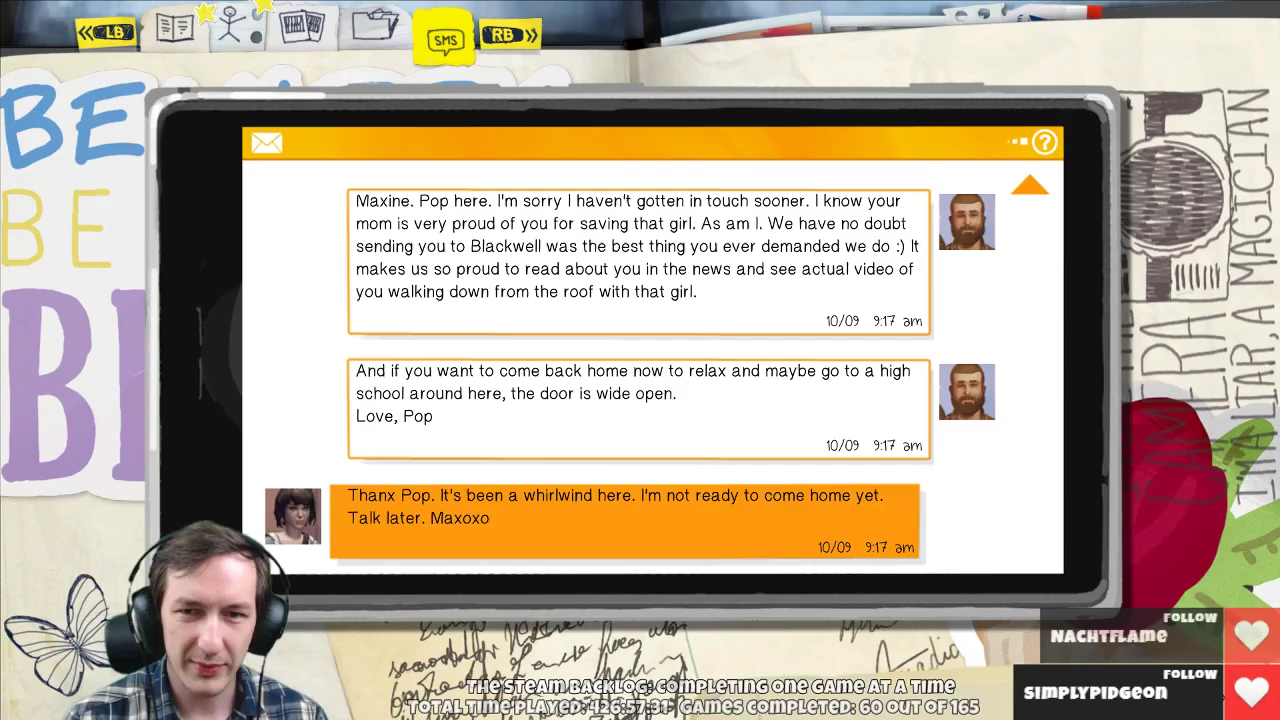 LB
SMS
RB
BE
BE
Maxine. Pop here. I'm sorry I haven't gotten in touch sooner. I know your
mom is very proud of you for saving that girl. As am I. We have no doubt
sending you to Blackwell was the best thing you ever demanded we do :) It
makes us so proud to read about you in the news and see actual video of
you walking down from the roof with that girl.
10/09 9:17 am
And if you want to come back home now to relax and maybe go to a high
school around here, the door is wide open.
Love, Pop
10/09 9:17 am
Thanx Pop. It's been a whirlwind here. I'm not ready to come home yet.
Talk later. Maxoxo
10/09 9:17 am
FOLLOW
NACHTFLAME
FOLLOW
SIMPLYPIDGEON
THE STEAM BACKLOG: COMPLETING ONE GAME AT A TIME
TOTAL TIME PLAYED: 426:57:31 GAMES COMPLETED: 60 OUT OF 165